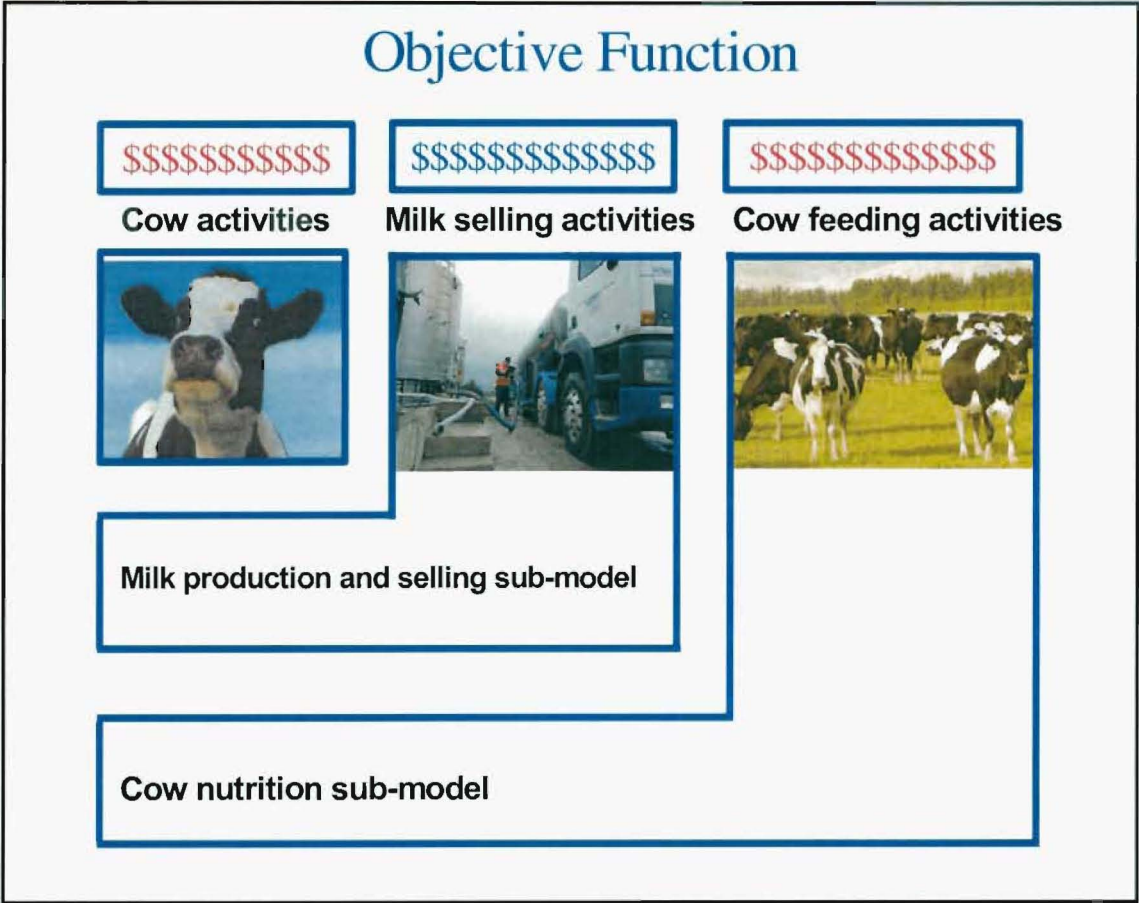 Objective Function
$$$$$$$$$$$ $$$$$$$$$$$$$ $$$$$$$$$$$$$
Cow activities Milk selling activities Cow feeding activities
Milk production and selling sub-model
Cow nutrition sub-model